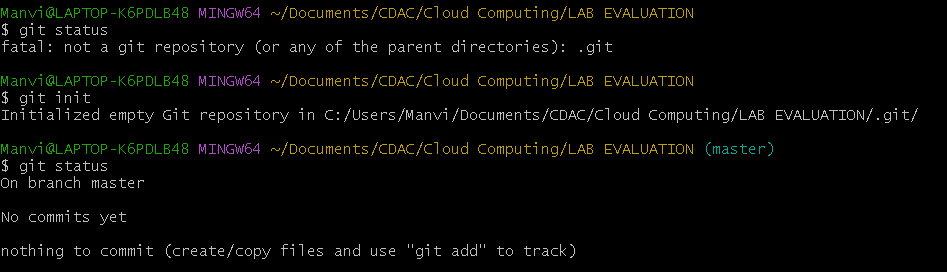 Manvi@LAPTOP-K6PDLB48 MINGW64 ~/Documents/CDAC/Cloud Computing/LAB EVALUATION
$ git status
fatal: not a git repository (or any of the parent directories): .git
Manvi@LAPTOP-K6PDLB48 MINGW64 ~/Documents/CDAC/Cloud Computing/LAB EVALUATION
$ git init
Initialized empty Git repository in C:/Users/Manvi/Documents/CDAC/Cloud Computing/LAB EVALUATION/.git/
Manvi@LAPTOP-K6PDLB48 MINGW64 ~/Documents/CDAC/Cloud Computing/LAB EVALUATION (master)
$ git status
On branch master
No commits yet
nothing to commit (create/copy files and use "git add" to track)